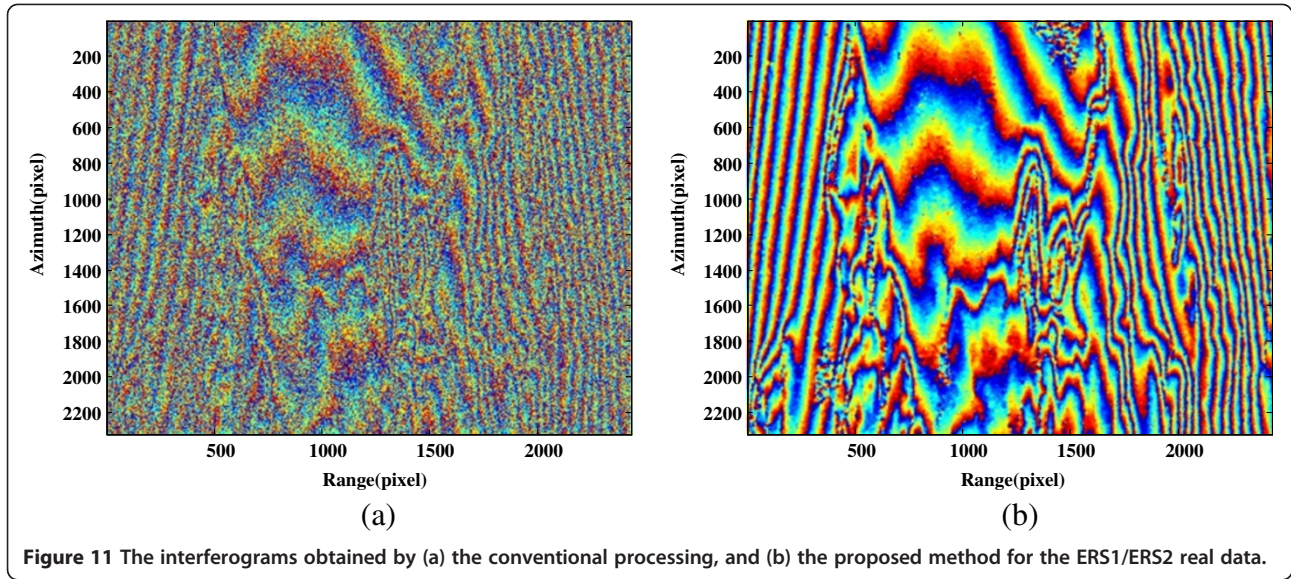 200
400
600
800
1000
1200
1400
1600
1800
2000
2200
Azimuth(pixel)
500 1000 1500 2000
Range(pixel)
(a)
200
400
600
800
1000
1200
1400
1600
1800
2000
2200
Azimuth(pixel)
500 1000 1500 2000
Range(pixel)
(b)
Figure 11 The interferograms obtained by (a) the conventional processing, and (b) the proposed method for the ERS1/ERS2 real data.